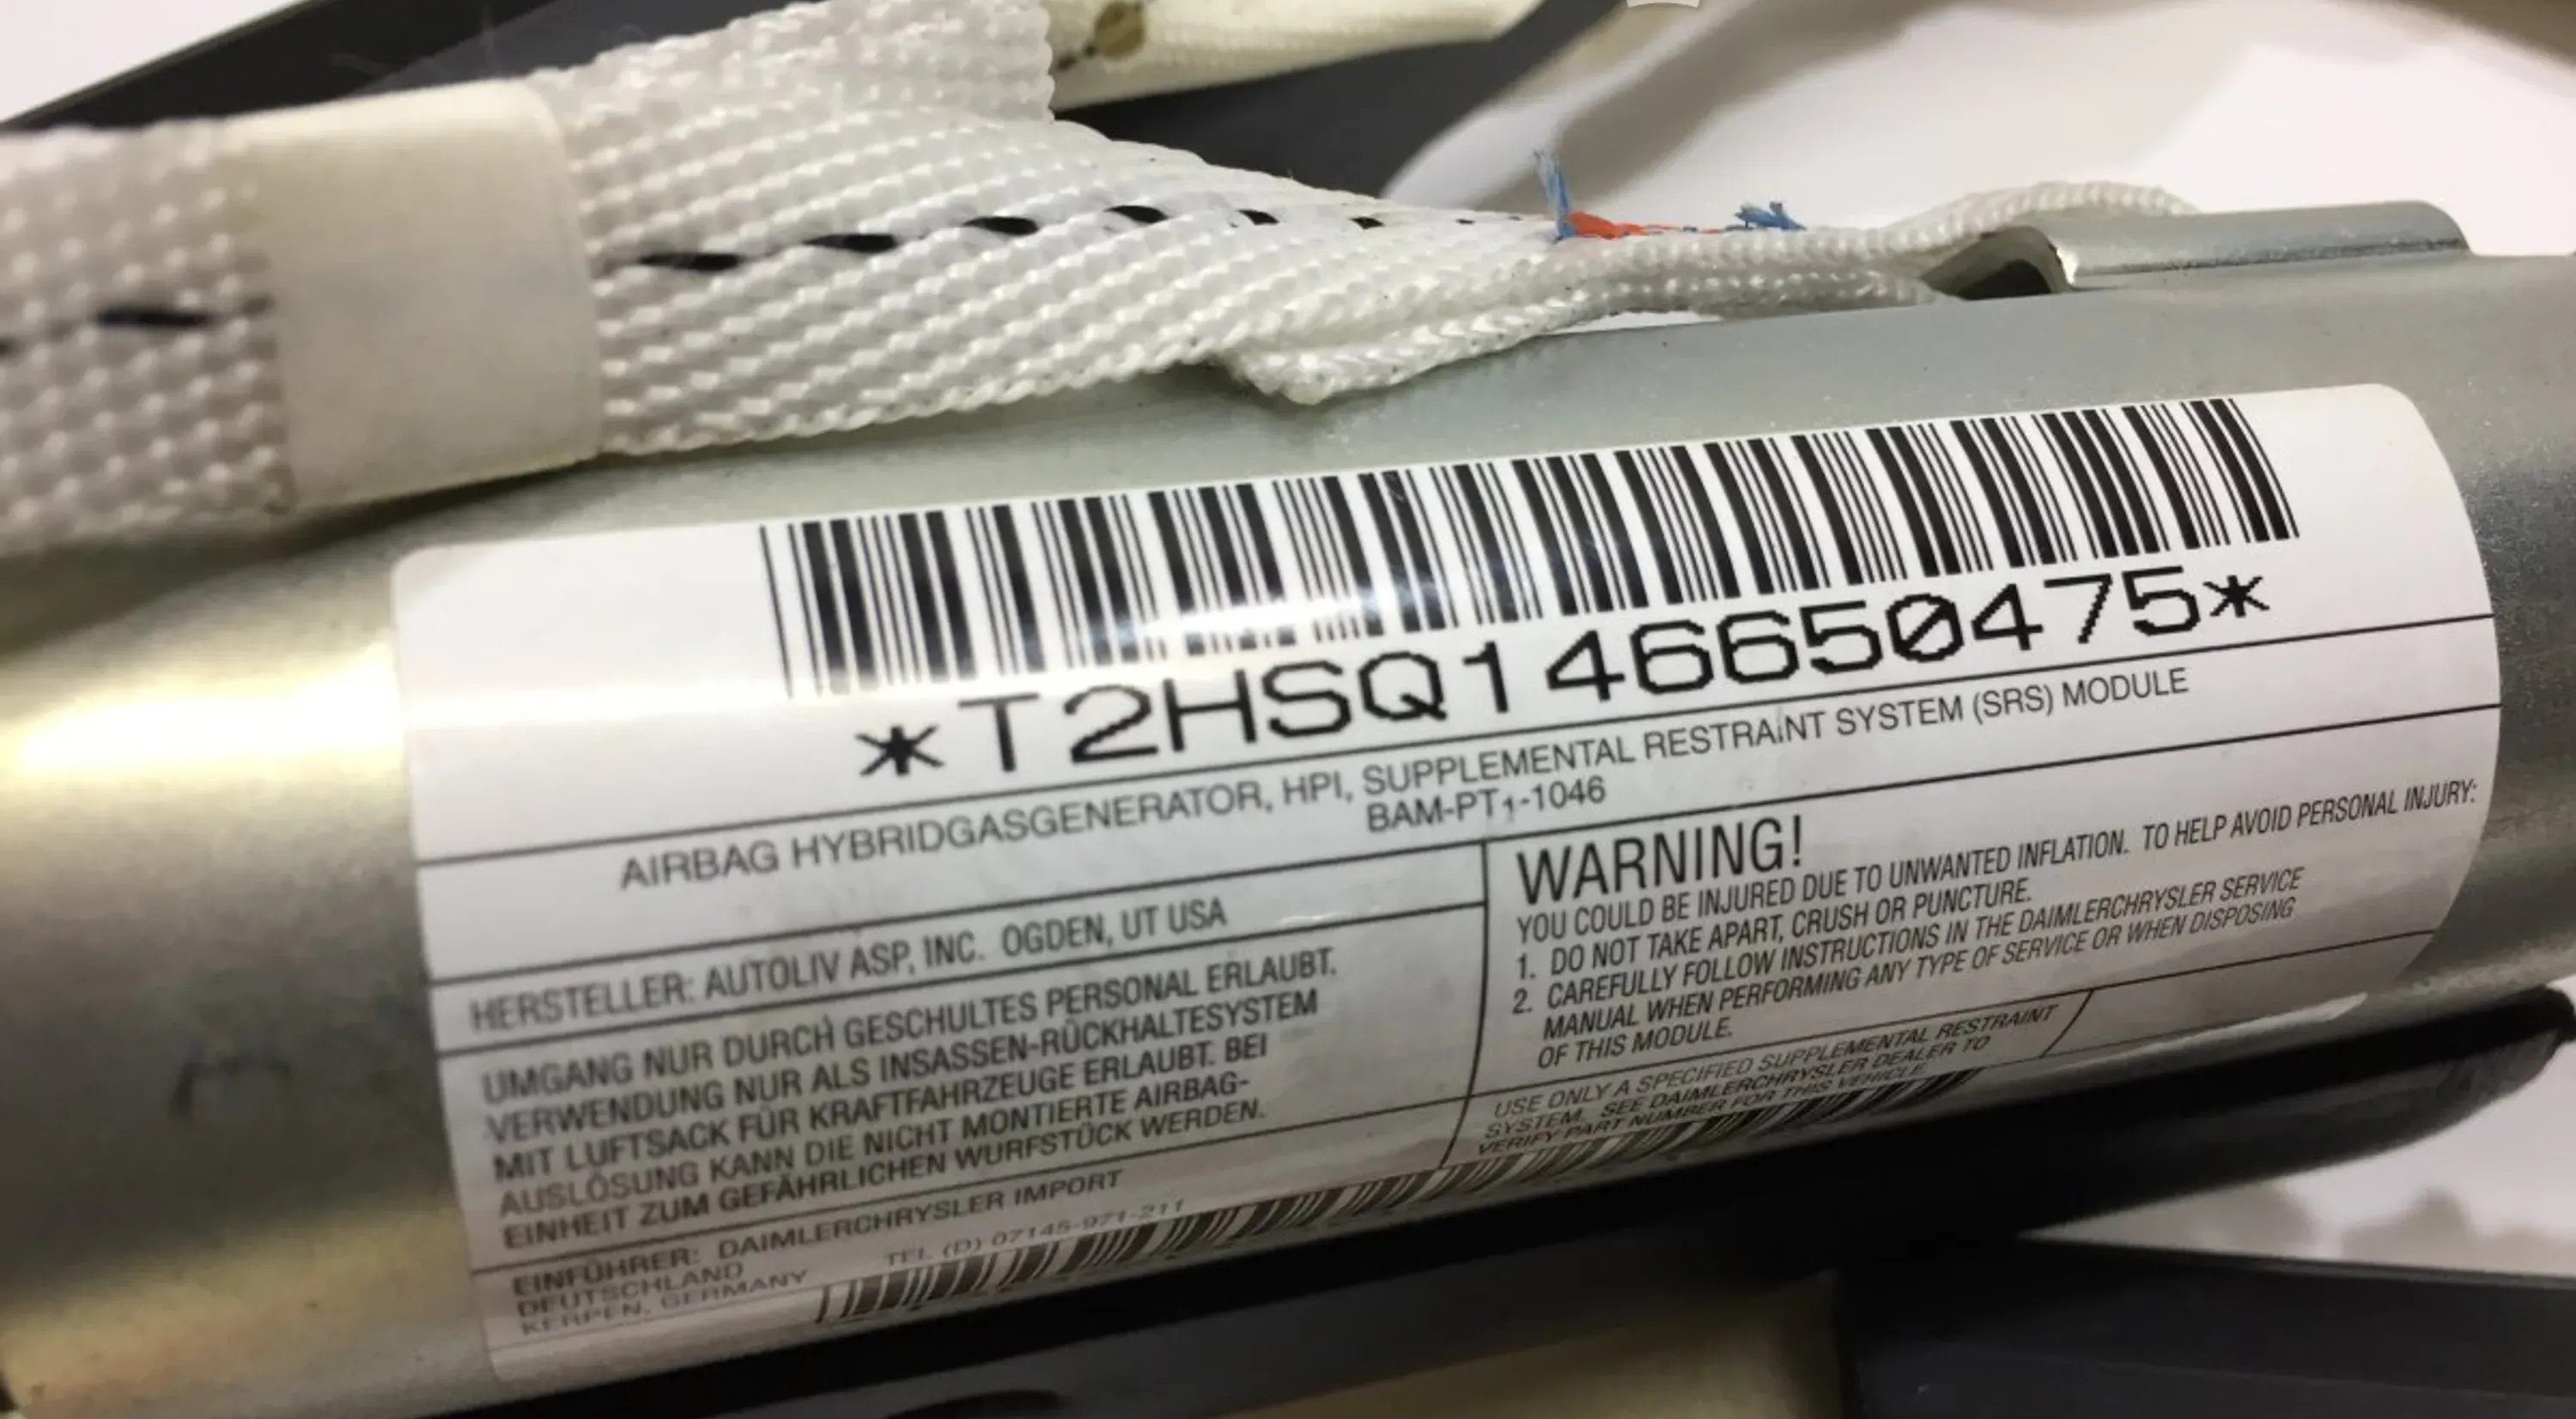 *T2HSQ146650475*
AIRBAG HYBRIDGASGENERATOR, HPI, SUPPLEMENTAL RESTRAINT SYSTEM (SRS) MODULE
BAM-PT1-1046
HERSTELLER: AUTOLIV ASP, INC. OGDEN, UT USA
UMGANG NUR DURCH GESCHULTES PERSONAL ERLAUBT.
VERWENDUNG NUR ALS INSASSEN-RÜCKHALTESYSTEM
MIT LUFTSACK FÜR KRAFTFAHRZEUGE ERLAUBT. BEI
AUSLÖSUNG KANN DIE NICHT MONTIERTE AIRBAG-
EINHEIT ZUM GEFÄHRLICHEN WURFSTÜCK WERDEN.
EINFÜHRER: DAIMLERCHRYSLER IMPORT
DEUTSCHLAND
KERPEN, GERMANY
TEL (D) 07145-971-211
WARNING!
YOU COULD BE INJURED DUE TO UNWANTED INFLATION. TO HELP AVOID PERSONAL INJURY:
1. DO NOT TAKE APART, CRUSH OR PUNCTURE.
2. CAREFULLY FOLLOW INSTRUCTIONS IN THE DAIMLERCHRYSLER SERVICE
MANUAL WHEN PERFORMING ANY TYPE OF SERVICE OR WHEN DISPOSING
OF THIS MODULE.
USE ONLY A SPECIFIED SUPPLEMENTAL RESTRAINT
SYSTEM. SEE DAIMLERCHRYSLER DEALER TO
VERIFY PART NUMBER FOR THIS VEHICLE.